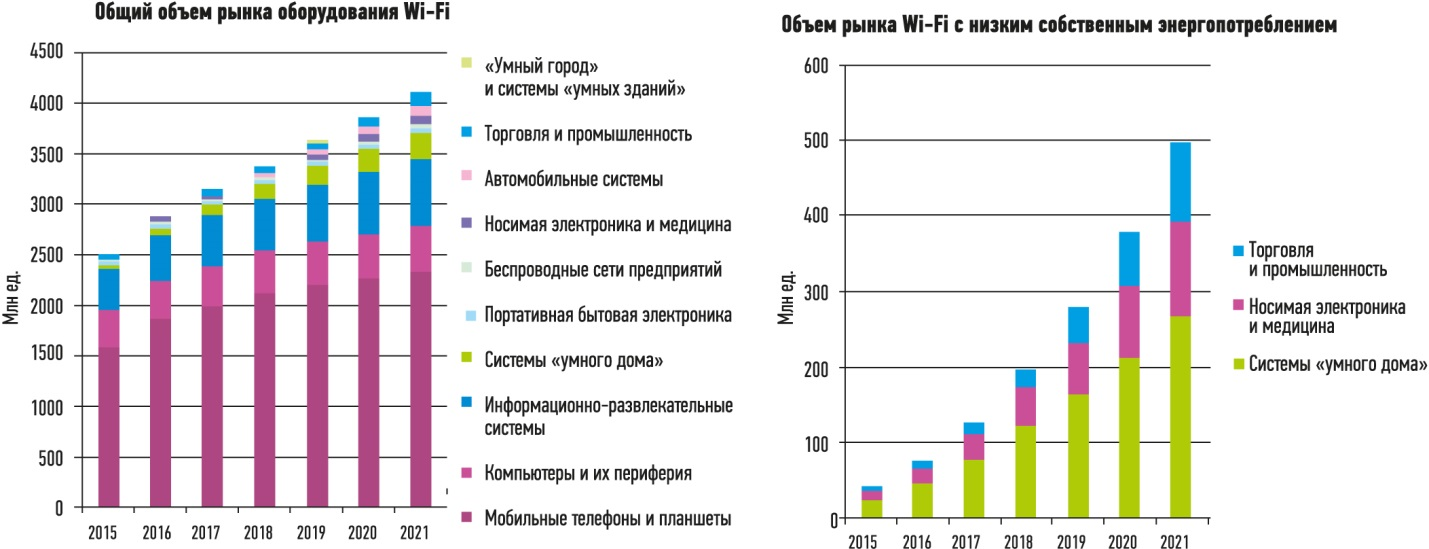 Общий объем рынка оборудования Wi-Fi
4500
4000
3500
3000
2500
2000
1500
1000
500
0
Млн ед.
2015 2016 2017 2018 2019 2020 2021
«Умный город»
и системы «умных зданий»
Торговля и промышленность
Автомобильные системы
Носимая электроника и медицина
Беспроводные сети предприятий
Портативная бытовая электроника
Системы «умного дома»
Информационно-развлекательные
системы
Компьютеры и их периферия
Мобильные телефоны и планшеты
Объем рынка Wi-Fi с низким собственным энергопотреблением
600
500
400
300
200
100
0
Млн ед.
2015 2016 2017 2018 2019 2020 2021
Торговля
и промышленность
Носимая электроника
и медицина
Системы «умного дома»